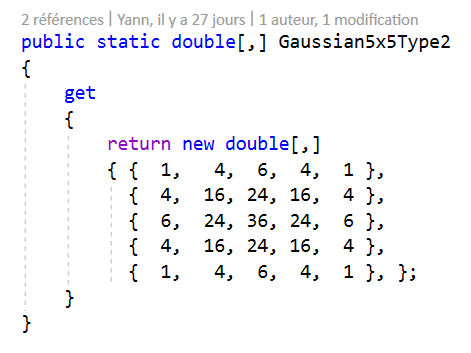 2 références | Yann, il y a 27 jours | 1 auteur, 1 modification
public static double[,] Gaussian5x5Type2
{
get
{
return new double[,]
{ { 1, 4, 6, 4, 1 },
{ 4, 16, 24, 16, 4 },
{ 6, 24, 36, 24, 6 },
{ 4, 16, 24, 16, 4 },
{ 1, 4, 6, 4, 1 }, };
}
}